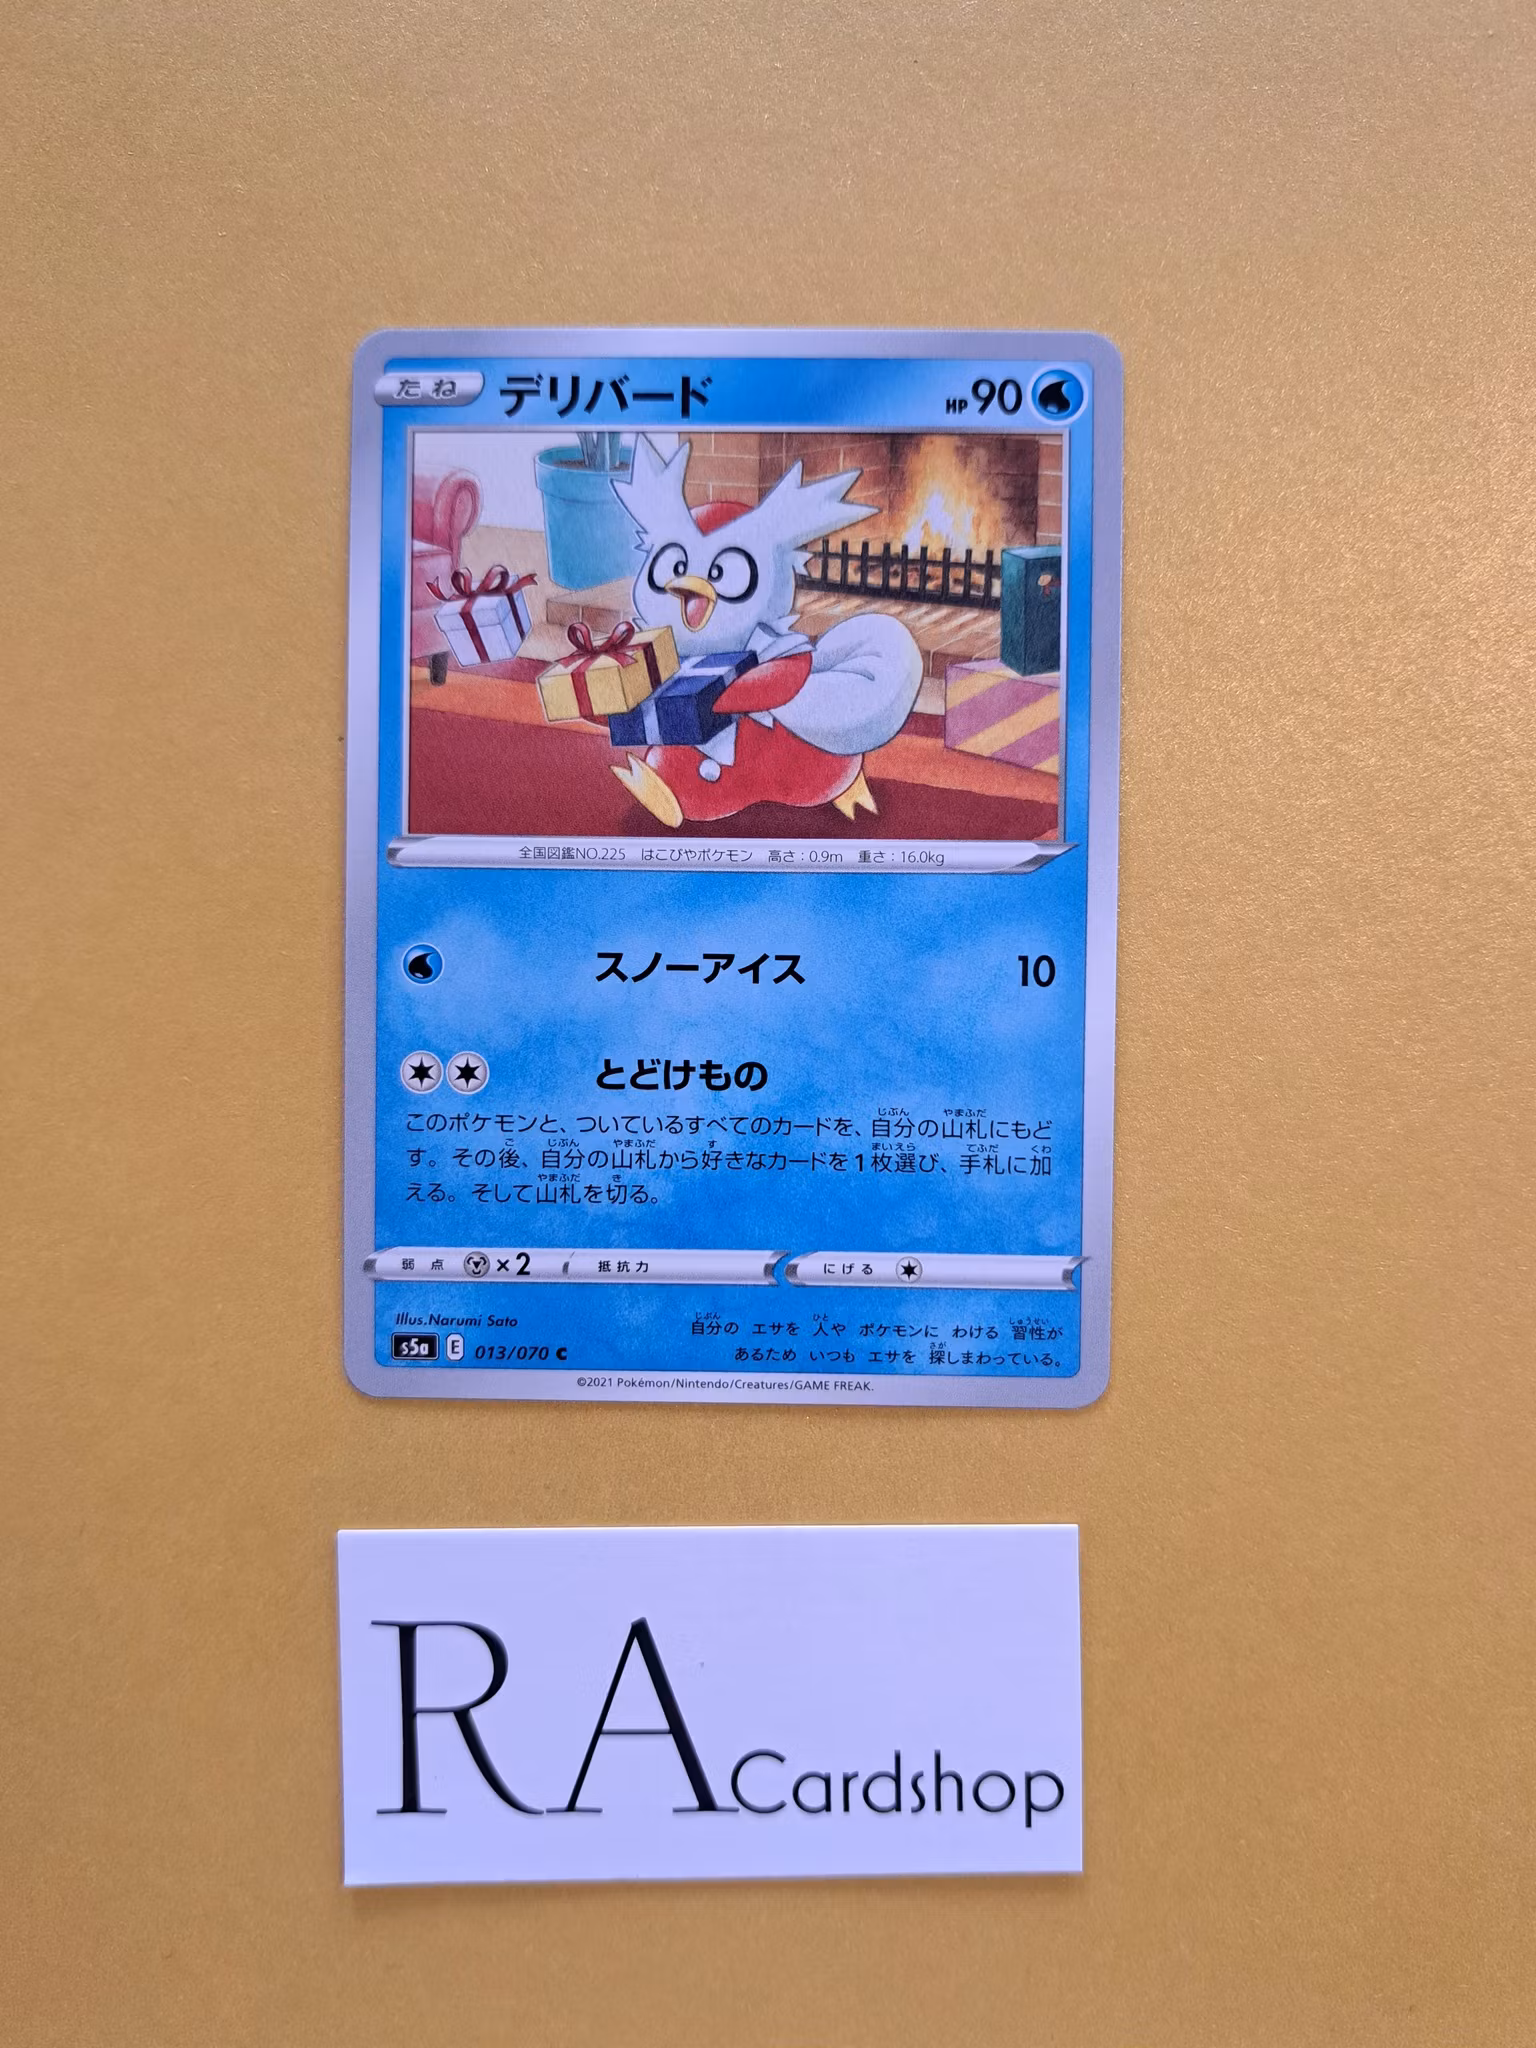 たね デリバード HP 90
全国図鑑NO.225 はこびやポケモン 高さ：0.9m 重さ：16.0kg
スノーアイス 10
とどけもの
このポケモンと、ついているすべてのカードを、自分の山札にもど
す。その後、自分の山札から好きなカードを1枚選び、手札に加
える。そして山札を切る。
弱点 ×2 抵抗力 にげる
Illus.Narumi Sato
s5a E 013/070 C
自分の エサを 人や ポケモンに わける 習性が
あるため いつも エサを 探しまわっている。
©2021 Pokémon/Nintendo/Creatures/GAME FREAK.
RA Cardshop